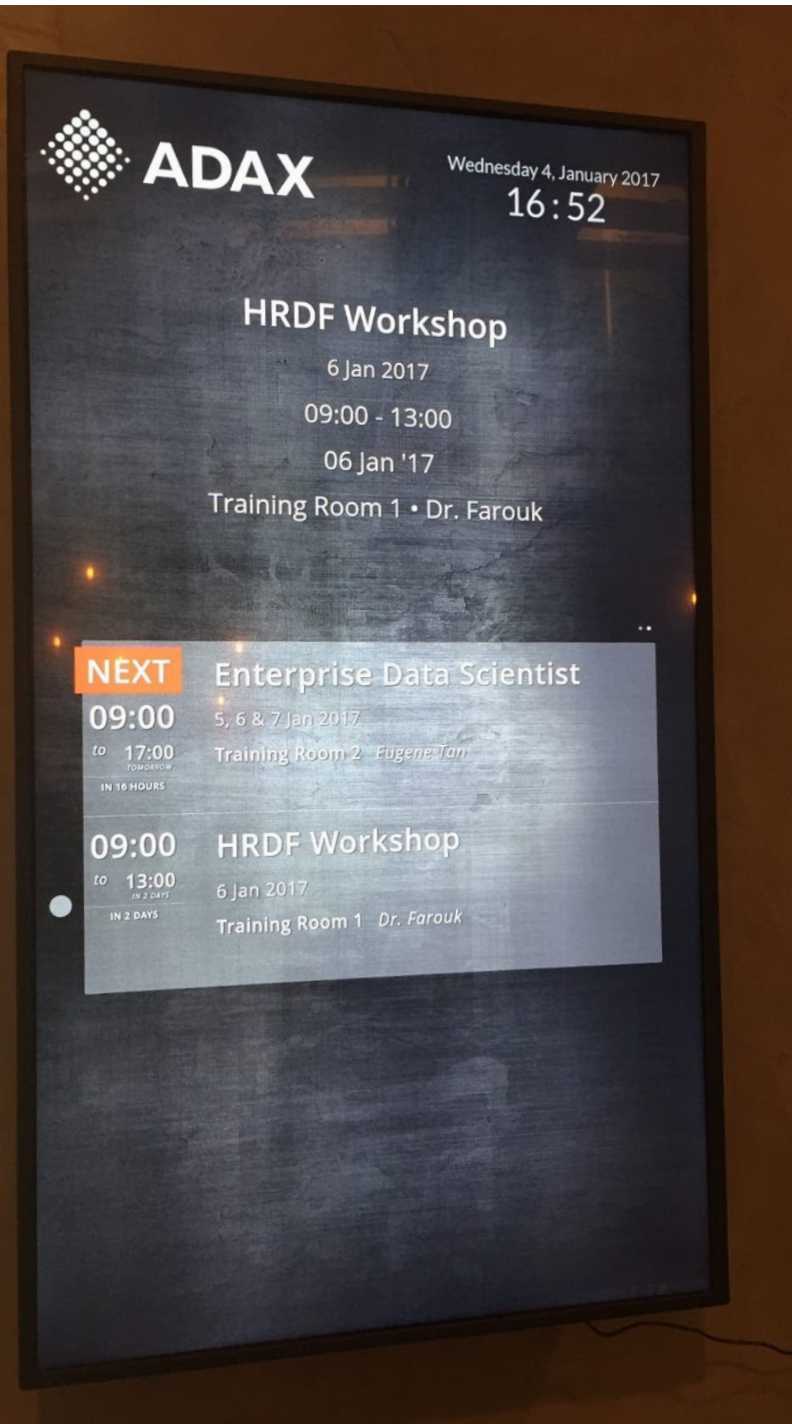 ADAX
Wednesday 4, January 2017
16:52
HRDF Workshop
6 Jan 2017
09:00 - 13:00
06 Jan '17
Training Room 1 • Dr. Farouk
NEXT
Enterprise Data Scientist
09:00
5, 6 & 7 Jan 2017
to 17:00
Training Room 2 Eugene Tan
TOMORROW
IN 16 HOURS
09:00
HRDF Workshop
to 13:00
6 Jan 2017
IN 2 DAYS
IN 2 DAYS
Training Room 1 Dr. Farouk